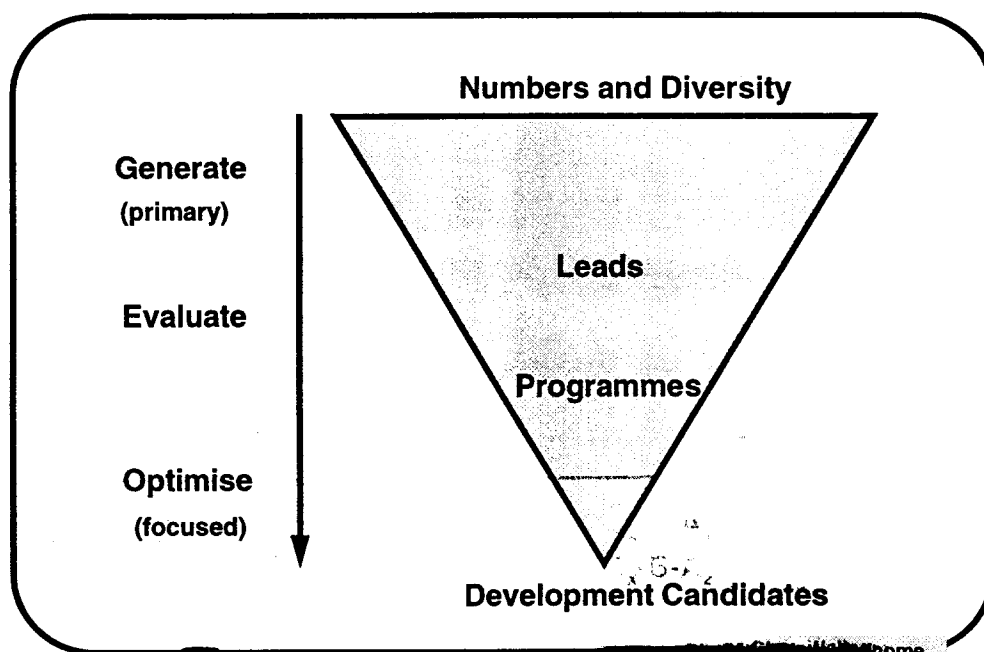 Numbers and Diversity
Generate
(primary)
Leads
Evaluate
Programmes
Optimise
(focused)
Development Candidates